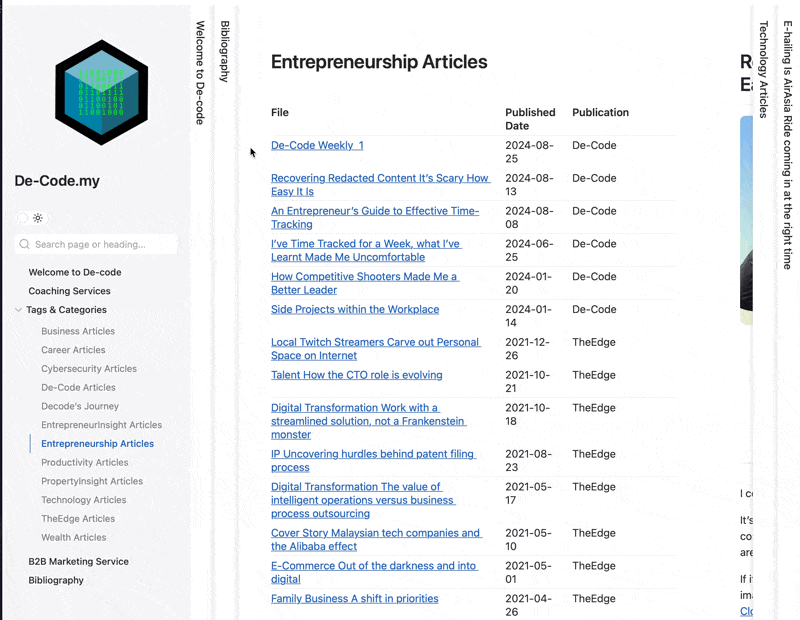 De-Code.my
Search page or heading...
Welcome to De-code
Coaching Services
Tags & Categories
Business Articles
Career Articles
Cybersecurity Articles
De-Code Articles
Decode's Journey
EntrepreneurInsight Articles
Entrepreneurship Articles
Productivity Articles
PropertyInsight Articles
Technology Articles
TheEdge Articles
Wealth Articles
B2B Marketing Service
Bibliography
Welcome to De-code
Bibliography
Entrepreneurship Articles
File Published Publication
Date
De-Code Weekly 1 2024-08- De-Code
25
Recovering Redacted Content It's Scary How 2024-08- De-Code
Easy It Is 13
An Entrepreneur's Guide to Effective Time- 2024-08- De-Code
Tracking 08
I've Time Tracked for a Week, what I've 2024-06- De-Code
Learnt Made Me Uncomfortable 25
How Competitive Shooters Made Me a 2024-01- De-Code
Better Leader 20
Side Projects within the Workplace 2024-01- De-Code
14
Local Twitch Streamers Carve out Personal 2021-12- TheEdge
Space on Internet 26
Talent How the CTO role is evolving 2021-10- TheEdge
21
Digital Transformation Work with a 2021-10- TheEdge
streamlined solution, not a Frankenstein 18
monster
IP Uncovering hurdles behind patent filing 2021-08- TheEdge
process 23
Digital Transformation The value of 2021-05- TheEdge
intelligent operations versus business 17
process outsourcing
Cover Story Malaysian tech companies and 2021-05- TheEdge
the Alibaba effect 10
E-Commerce Out of the darkness and into 2021-05- TheEdge
digital 01
Family Business A shift in priorities 2021-04- TheEdge
26
I c
It's
co
are
If i
ima
Clo
Technology Articles
E-hailing Is AirAsia Ride coming in at the right time